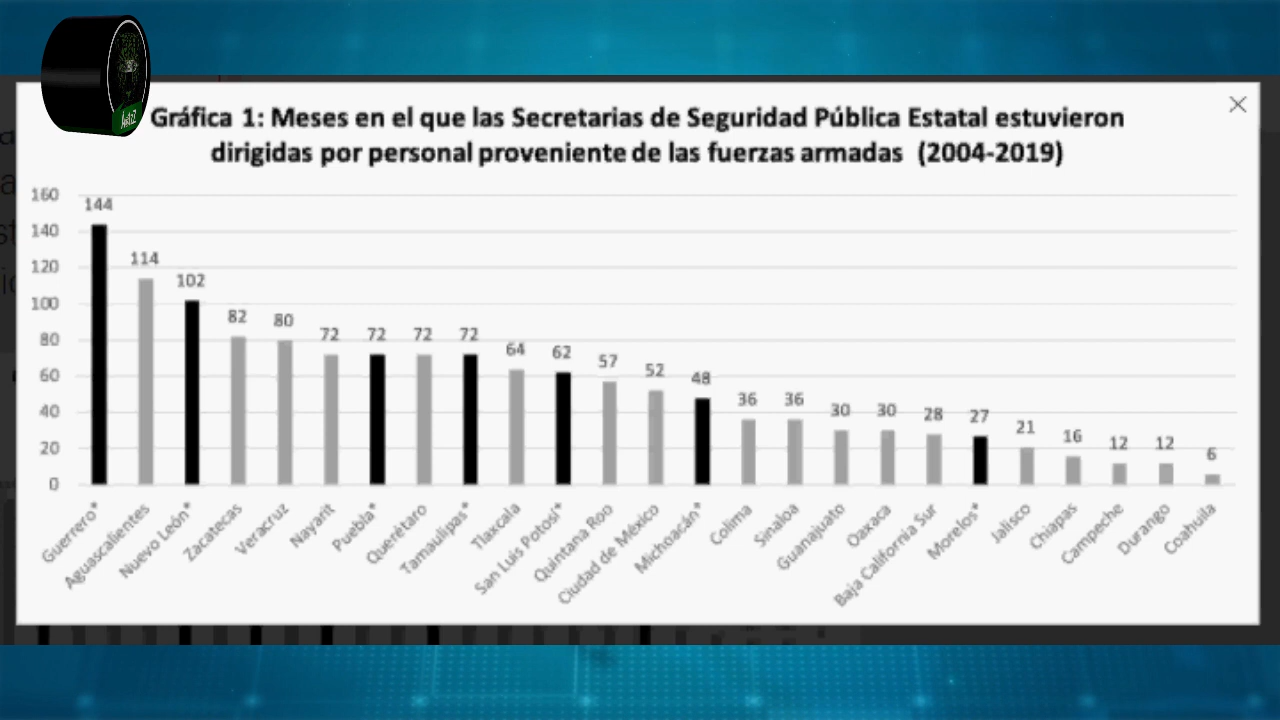 Gráfica 1: Meses en el que las Secretarias de Seguridad Pública Estatal estuvieron
dirigidas por personal proveniente de las fuerzas armadas (2004-2019)
160
140
120
100
80
60
40
20
0
144
114
102
82
80
72
72
72
72
64
62
57
52
48
36
36
30
30
28
27
21
16
12
12
6
Guerrero*
Aguascalientes
Nuevo León*
Zacatecas
Veracruz
Nayarit
Puebla*
Querétaro
Tamaulipas*
Tlaxcala
San Luis Potosí*
Quintana Roo
Ciudad de México
Michoacán*
Colima
Sinaloa
Guanajuato
Oaxaca
Baja California Sur
Morelos*
Jalisco
Chiapas
Campeche
Durango
Coahuila